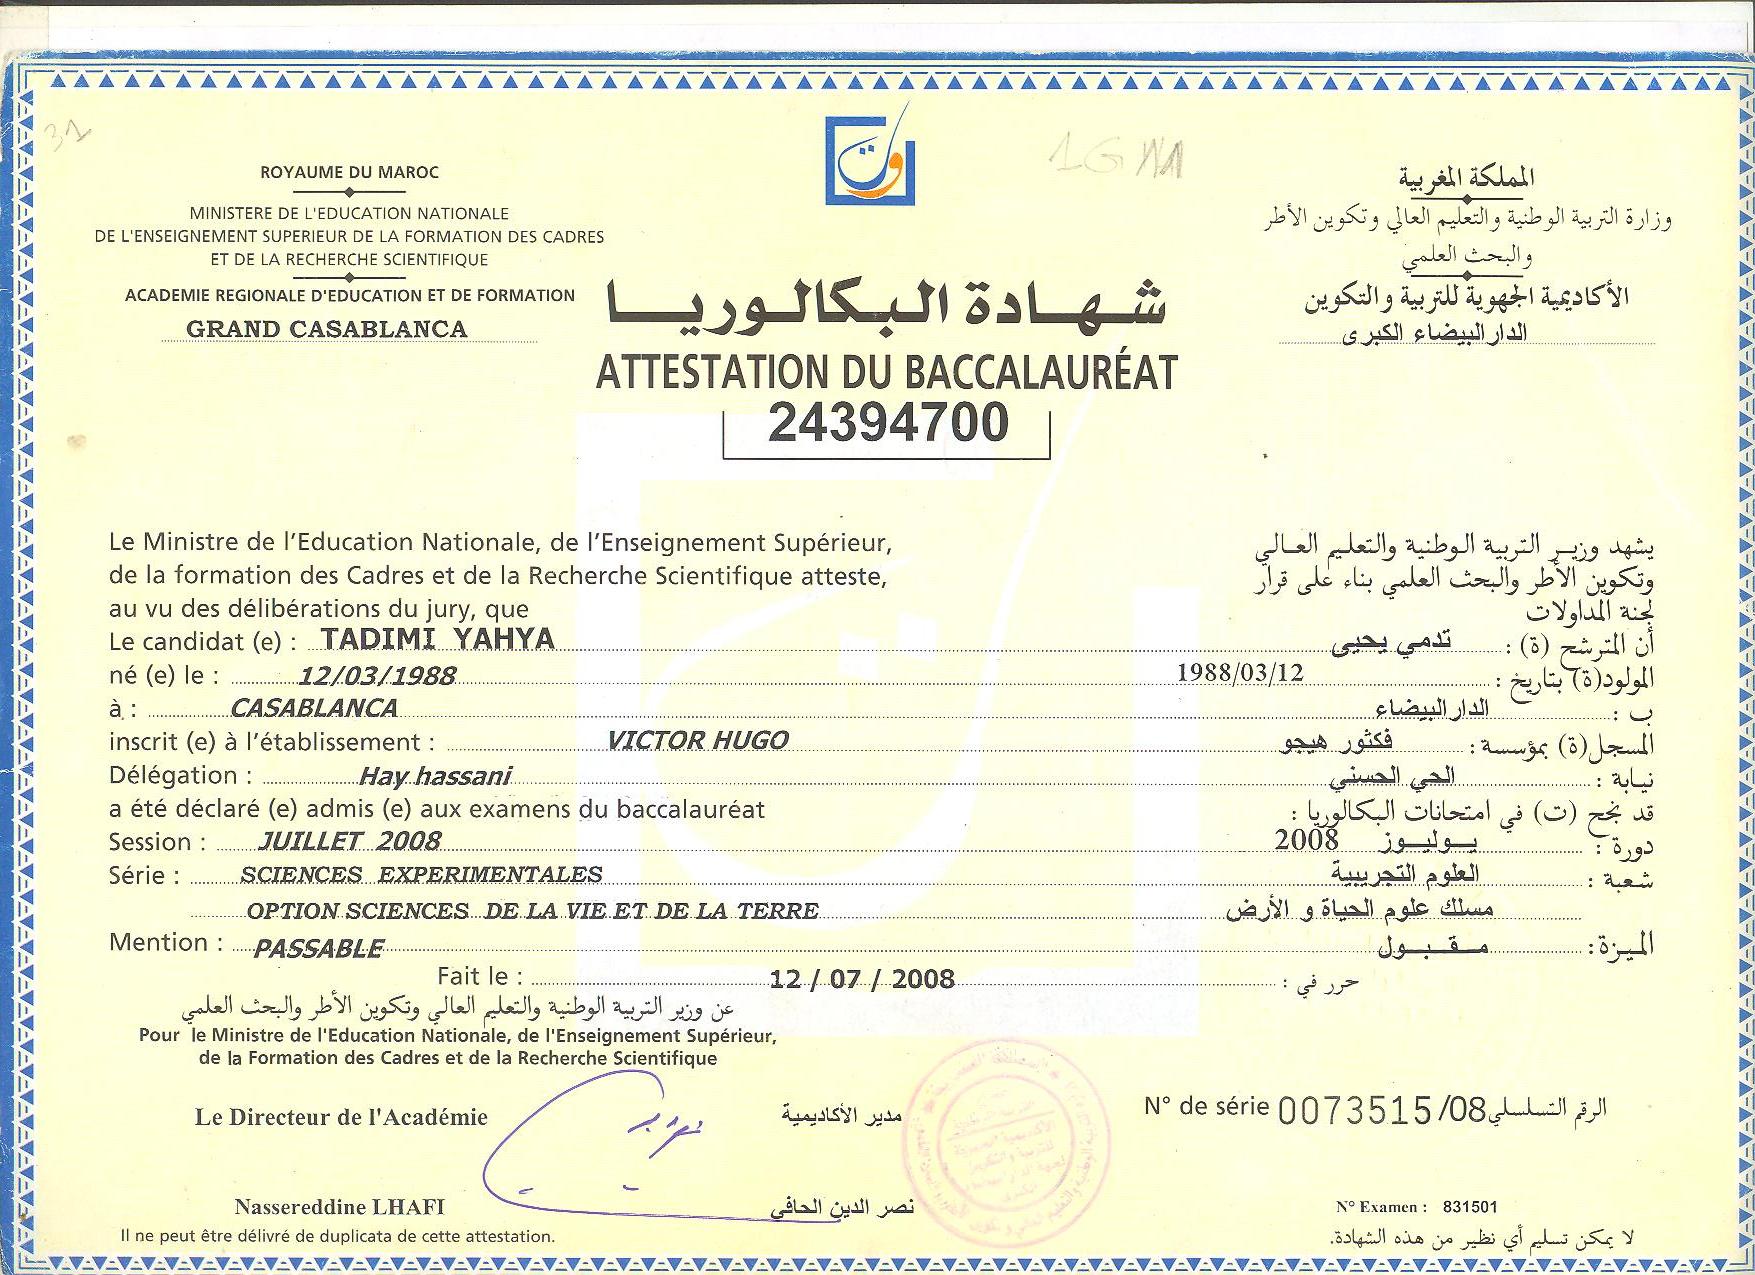 31
1G
ROYAUME DU MAROC
MINISTERE DE L'EDUCATION NATIONALE
DE L'ENSEIGNEMENT SUPERIEUR DE LA FORMATION DES CADRES
ET DE LA RECHERCHE SCIENTIFIQUE
ACADEMIE REGIONALE D'EDUCATION ET DE FORMATION
GRAND CASABLANCA
المملكة المغربية
وزارة التربية الوطنية والتعليم العالي وتكوين الأطر
والبحث العلمي
الأكاديمية الجهوية للتربية والتكوين
الدار البيضاء الكبرى
شهادة البكالوريا
ATTESTATION DU BACCALAURÉAT
24394700
Le Ministre de l'Education Nationale, de l'Enseignement Supérieur,
de la formation des Cadres et de la Recherche Scientifique atteste,
au vu des délibérations du jury, que
Le candidat (e) : TADIMI YAHYA
né (e) le : 12/03/1988
à : CASABLANCA
inscrit (e) à l'établissement : VICTOR HUGO
Délégation : Hay hassani
a été déclaré (e) admis (e) aux examens du baccalauréat
Session : JUILLET 2008
Série : SCIENCES EXPERIMENTALES
OPTION SCIENCES DE LA VIE ET DE LA TERRE
Mention : PASSABLE
يشهد وزير التربية الوطنية والتعليم العالي
وتكوين الأطر والبحث العلمي بناء على قرار
لجنة المداولات
أن المترشح (ة) : تدمي يحيى
المولود(ة) بتاريخ : 1988/03/12
ب : الدار البيضاء
المسجل(ة) بمؤسسة : فكتور هيجو
نيابة : الحي الحسني
قد نجح (ت) في امتحانات البكالوريا :
دورة : يوليوز 2008
شعبة : العلوم التجريبية
مسلك علوم الحياة و الأرض
الميزة : مقبول
Fait le : 12 / 07 / 2008 حرر في :
عن وزير التربية الوطنية والتعليم العالي وتكوين الأطر والبحث العلمي
Pour le Ministre de l'Education Nationale, de l'Enseignement Supérieur,
de la Formation des Cadres et de la Recherche Scientifique
Le Directeur de l'Académie مدير الأكاديمية
N° de série 0073515/08 الرقم التسلسلي
Nassereddine LHAFI نصر الدين الحافي
N° Examen : 831501
Il ne peut être délivré de duplicata de cette attestation.
لا يمكن تسليم أي نظير من هذه الشهادة.